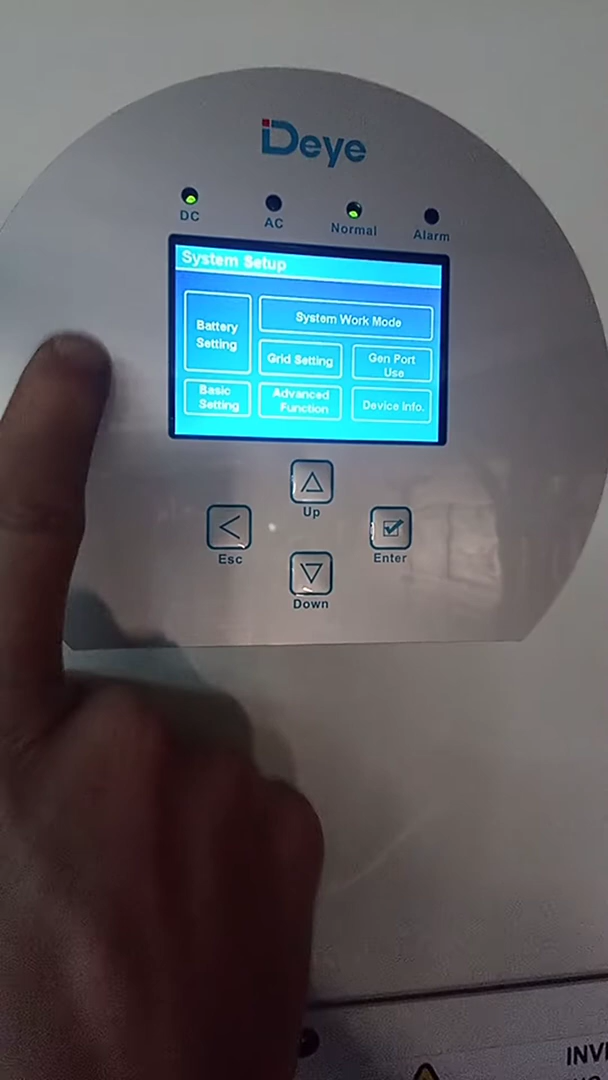 Deye
DC
AC
Normal
Alarm
System Setup
Battery
Setting
System Work Mode
Grid Setting
Gen Port
Use
Basic
Setting
Advanced
Function
Device Info.
Up
Esc
Enter
Down
INV